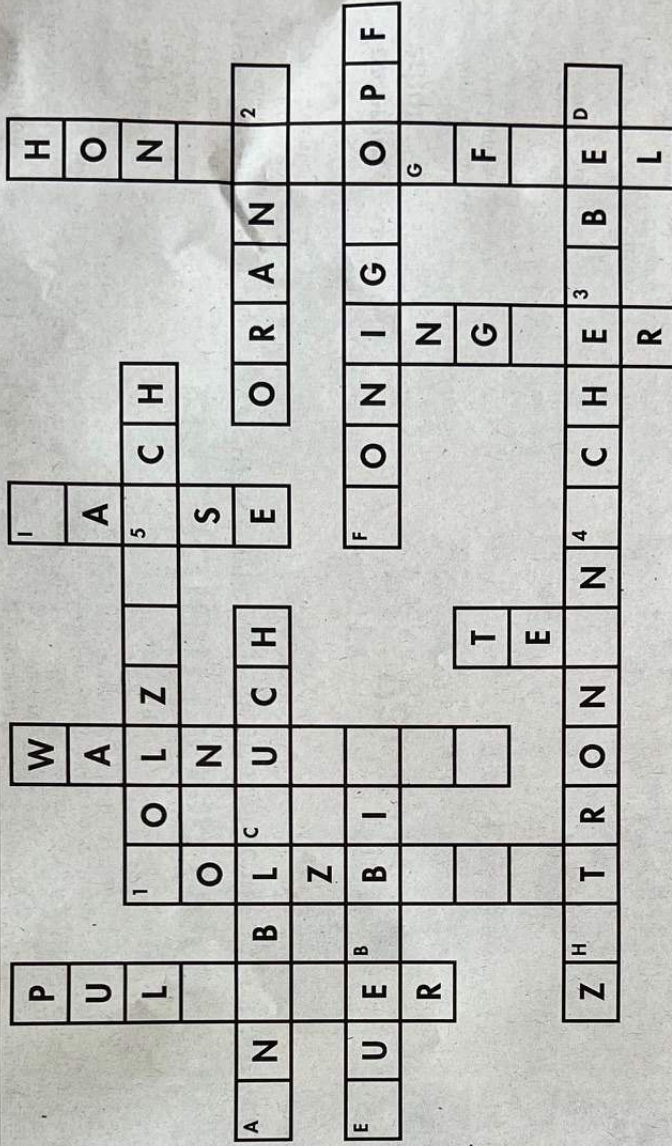 P W I H
U A A O
L 1 O L Z 5 C H N
O N S
A N B L C U C H E O R A N 2
Z
E U E B B I F O N I G O P F
R N G
T G F
E
Z H T R O N N 4 C H E 3 B E D
R L